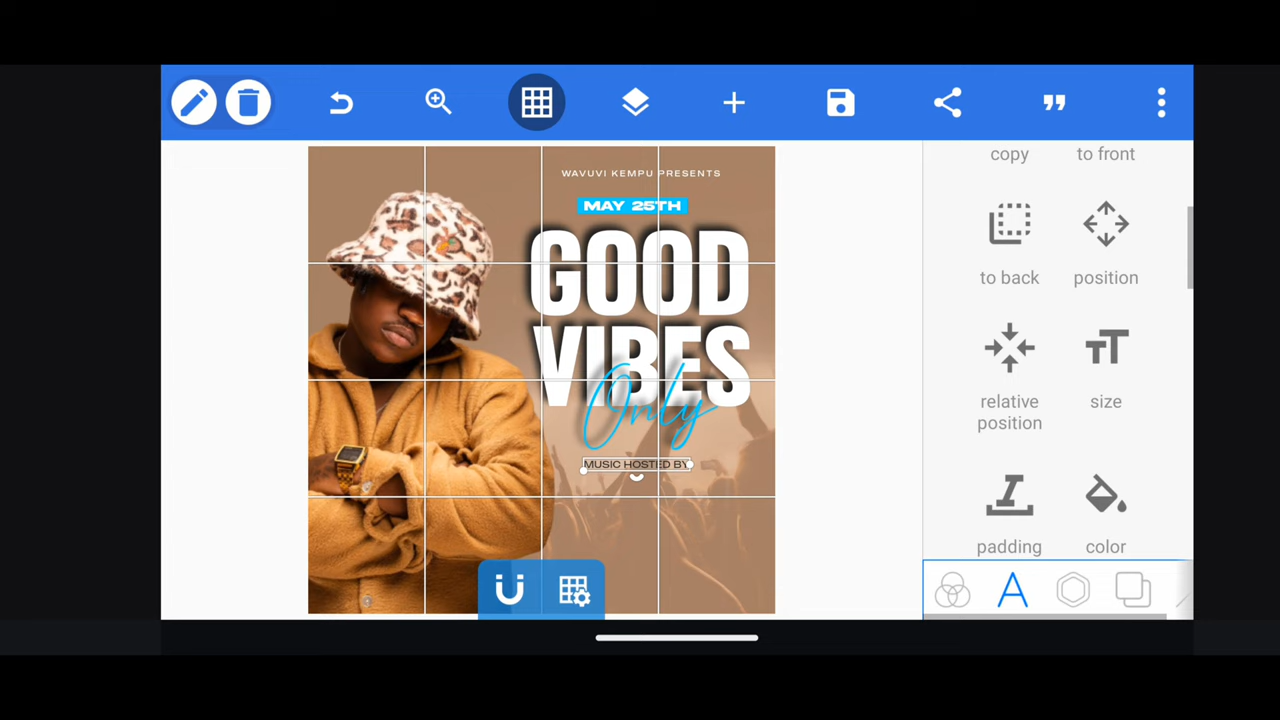 copy
to front
WAVUVI KEMPU PRESENTS
MAY 25TH
GOOD
VIBES
Only
MUSIC HOSTED BY
to back
position
relative
position
size
padding
color